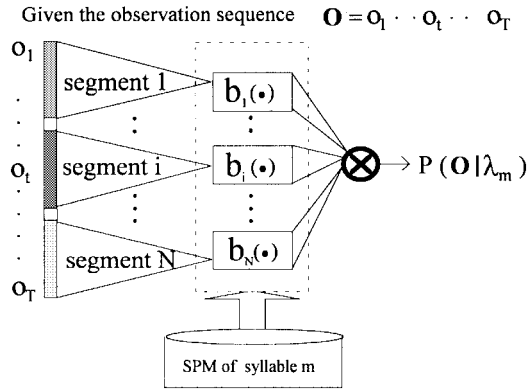 Given the observation sequence O = o1 · · ot · · oT
o1
segment 1
b1(•)
ot
segment i
bi(•)
P ( O | λm )
segment N
bN(•)
oT
SPM of syllable m